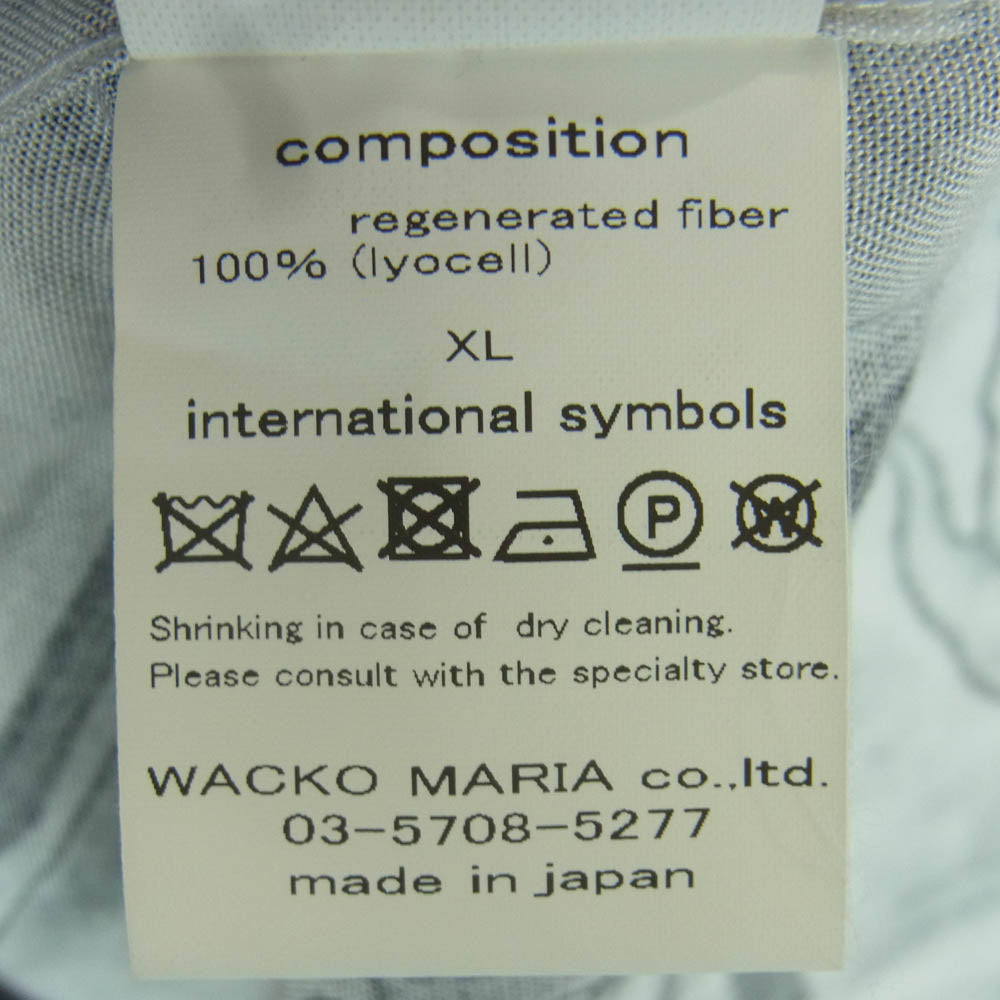 composition
regenerated fiber
100% (lyocell)
XL
international symbols
P W
Shrinking in case of dry cleaning.
Please consult with the specialty store.
WACKO MARIA co.,ltd.
03-5708-5277
made in japan